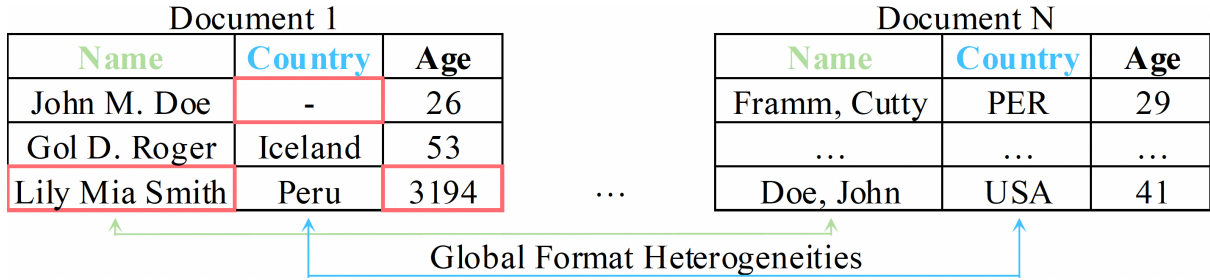 Document 1 Document N
Name Country Age Name Country Age
John M. Doe - 26 Framm, Cutty PER 29
Gol D. Roger Iceland 53 ... ... ...
Lily Mia Smith Peru 3194 ... Doe, John USA 41
Global Format Heterogeneities